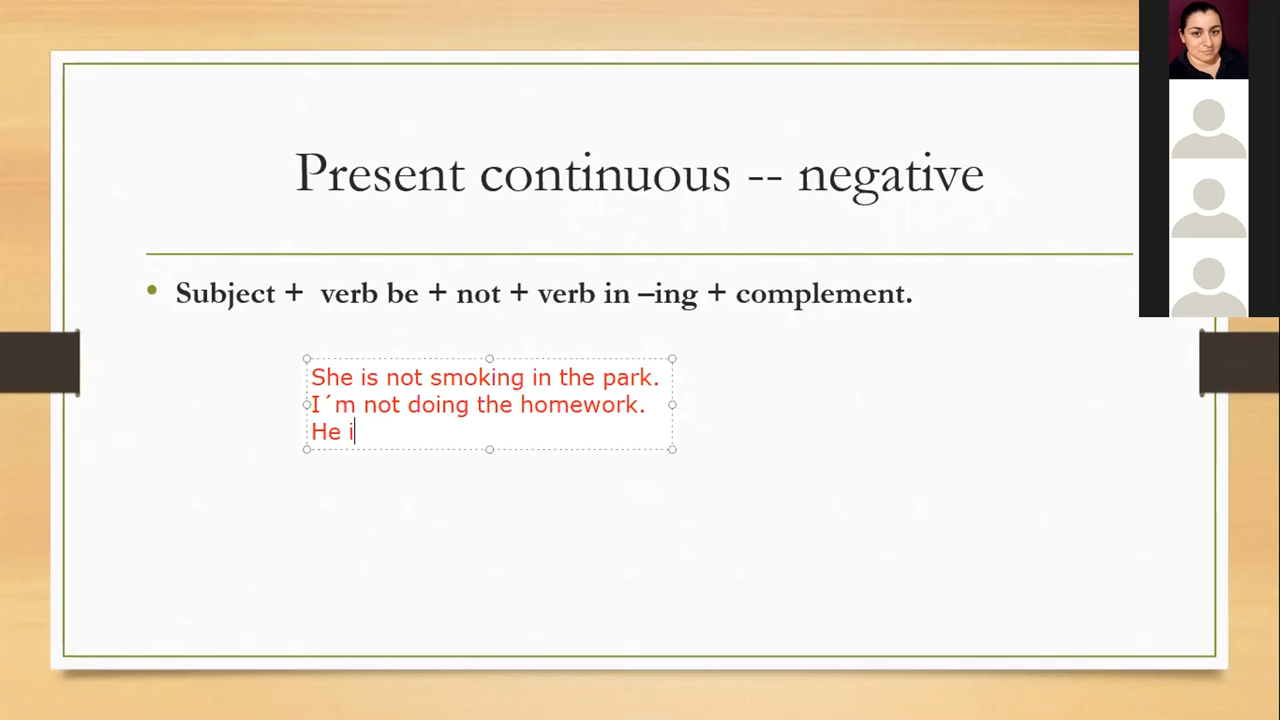 Present continuous -- negative
• Subject +  verb be + not + verb in –ing + complement.
She is not smoking in the park.
I´m not doing the homework.
He i